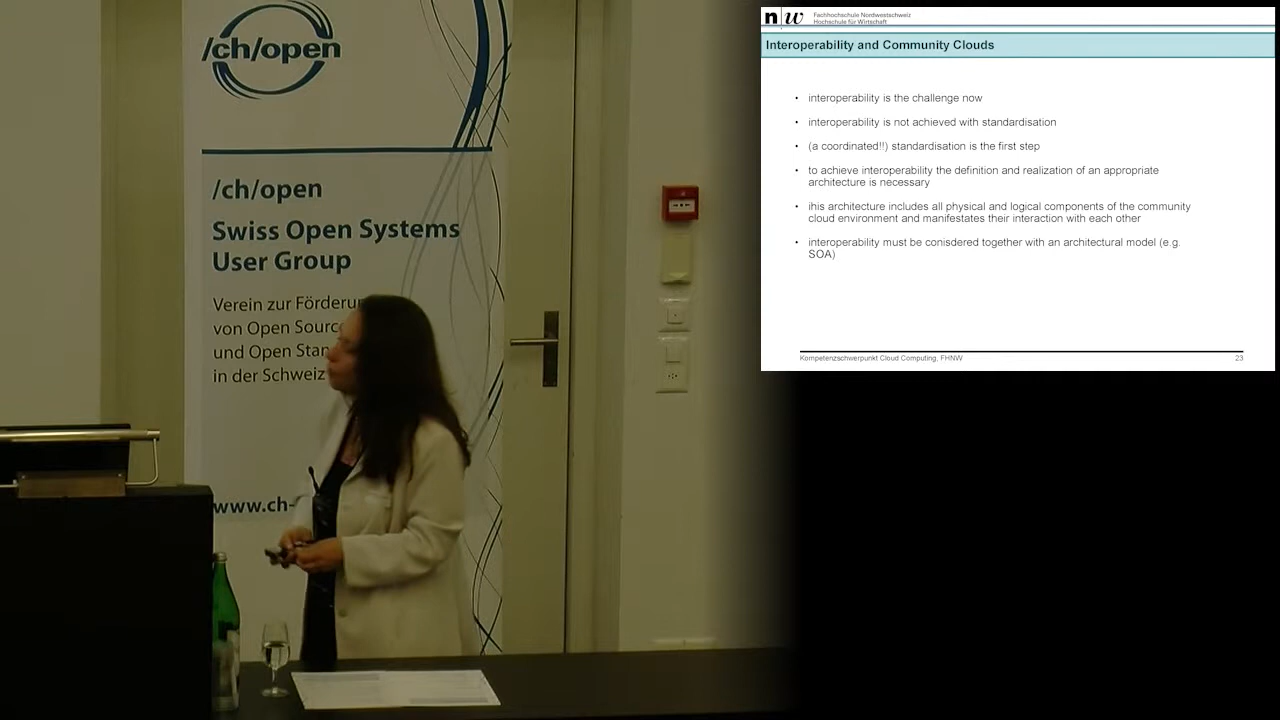 /ch/open
/ch/open
Swiss Open Systems
User Group
Verein zur Förderu
von Open Sourc
und Open Stan
in der Schweiz
www.ch-
n w
Fachhochschule Nordwestschweiz
Hochschule für Wirtschaft
Interoperability and Community Clouds
• interoperability is the challenge now
• interoperability is not achieved with standardisation
• (a coordinated!!) standardisation is the first step
• to achieve interoperability the definition and realization of an appropriate
architecture is necessary
• ihis architecture includes all physical and logical components of the community
cloud environment and manifestates their interaction with each other
• interoperability must be conisdered together with an architectural model (e.g.
SOA)
Kompetenzschwerpunkt Cloud Computing, FHNW
23